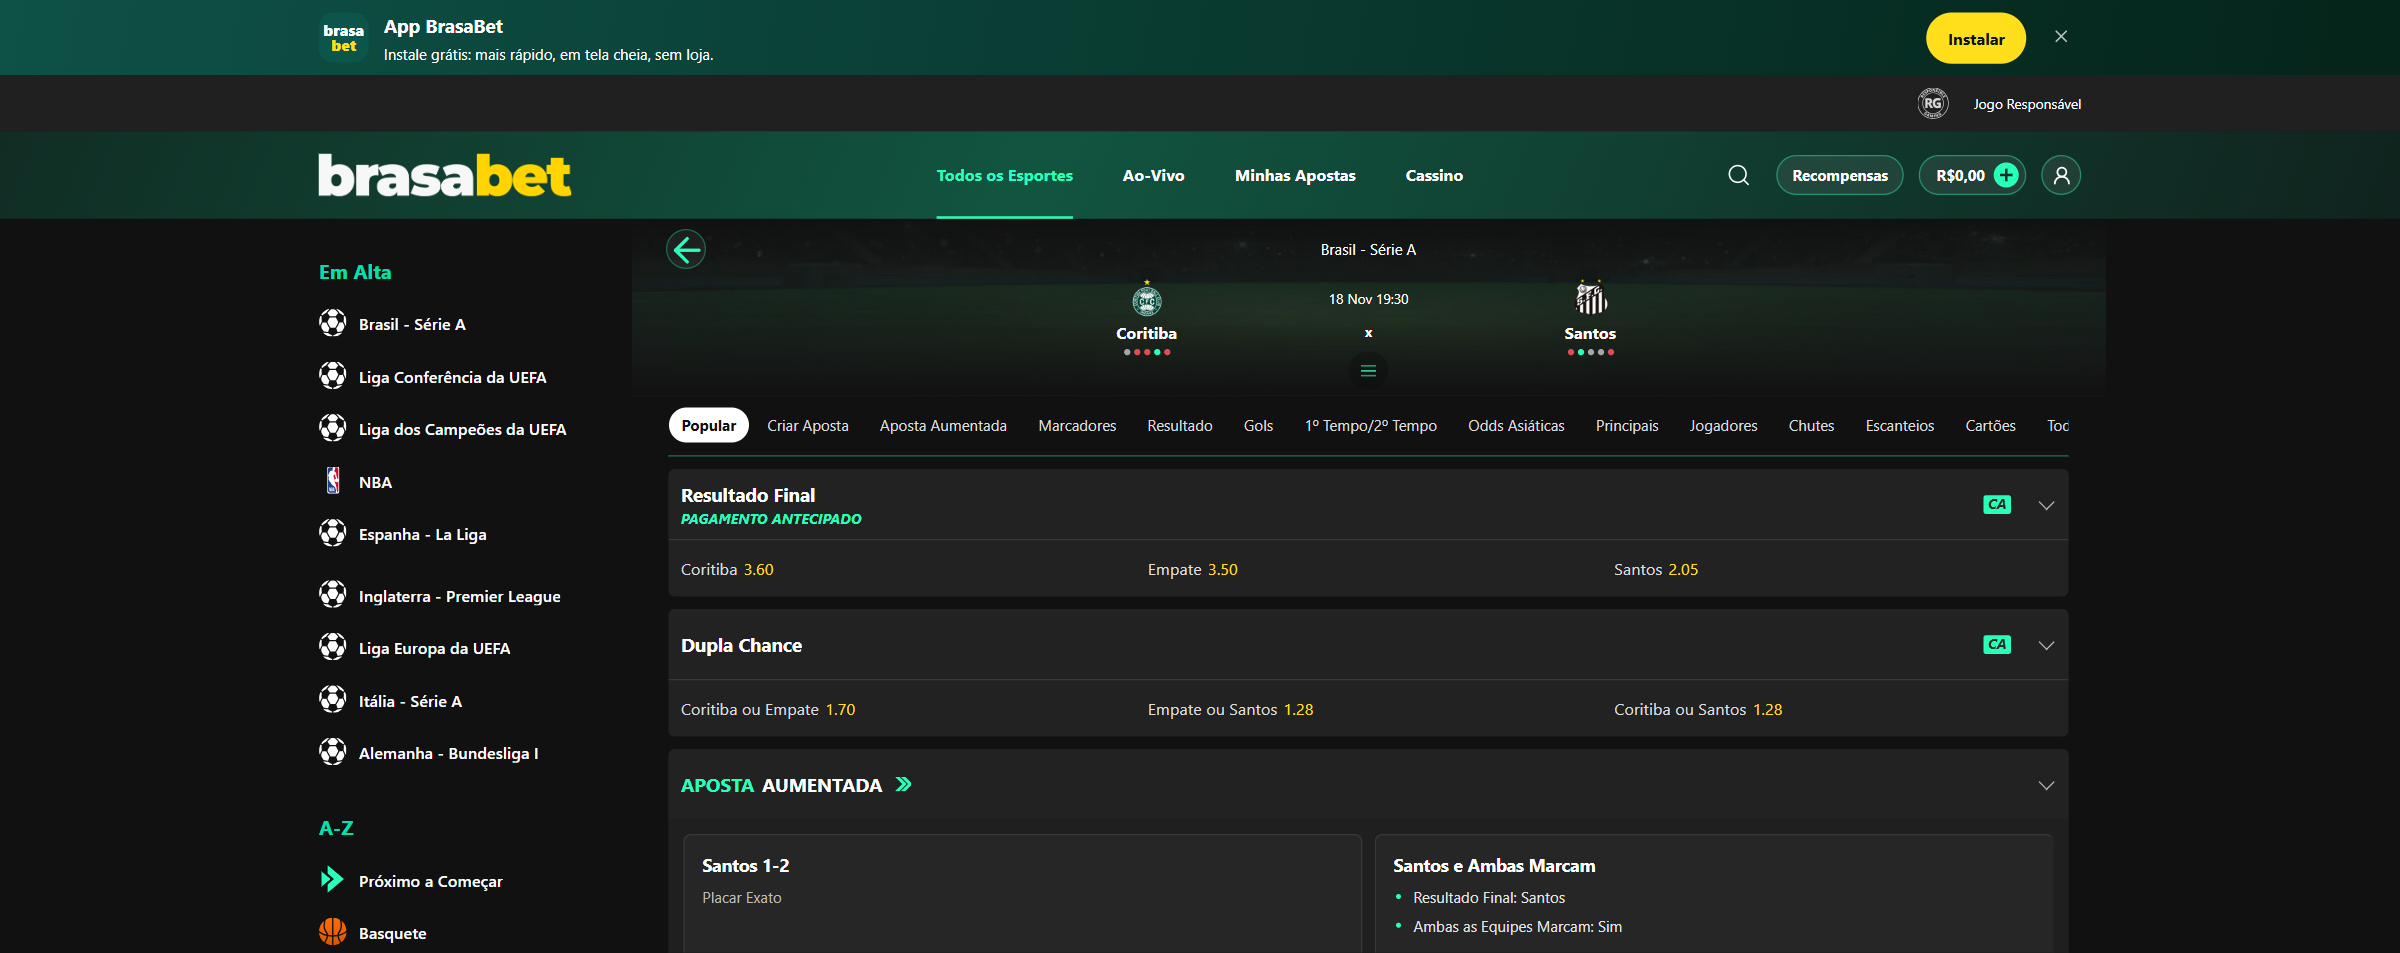 brasa
bet
App BrasaBet
Instale grátis: mais rápido, em tela cheia, sem loja.
Instalar
RG
Jogo Responsável
brasabet
Todos os Esportes
Ao-Vivo
Minhas Apostas
Cassino
Recompensas
R$0,00
Em Alta
Brasil - Série A
Liga Conferência da UEFA
Liga dos Campeões da UEFA
NBA
Espanha - La Liga
Inglaterra - Premier League
Liga Europa da UEFA
Itália - Série A
Alemanha - Bundesliga I
A-Z
Próximo a Começar
Basquete
Brasil - Série A
18 Nov 19:30
Coritiba
x
Santos
Popular
Criar Aposta
Aposta Aumentada
Marcadores
Resultado
Gols
1º Tempo/2º Tempo
Odds Asiáticas
Principais
Jogadores
Chutes
Escanteios
Cartões
Tod
Resultado Final
PAGAMENTO ANTECIPADO
CA
Coritiba 3.60
Empate 3.50
Santos 2.05
Dupla Chance
CA
Coritiba ou Empate 1.70
Empate ou Santos 1.28
Coritiba ou Santos 1.28
APOSTA AUMENTADA
Santos 1-2
Placar Exato
Santos e Ambas Marcam
Resultado Final: Santos
Ambas as Equipes Marcam: Sim